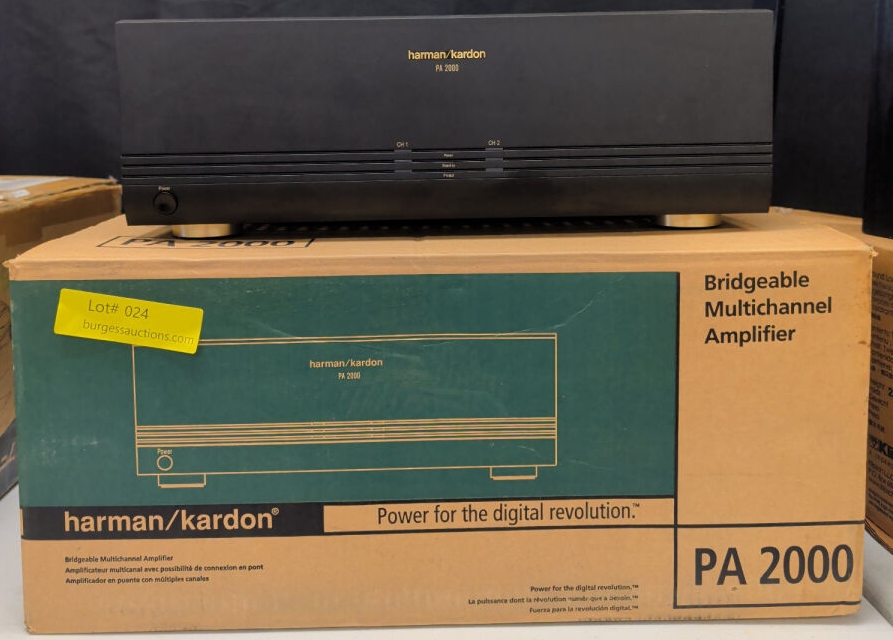 harman/kardon
PA 2000
CH 1
CH 2
Power
Protect
Power
PA 2000
Lot# 024
burgessauctions.com
harman/kardon
PA 2000
Power
Bridgeable
Multichannel
Amplifier
harman/kardon®
Power for the digital revolution.™
PA 2000
Bridgeable Multichannel Amplifier
Amplificateur multicanal avec possibilité de connexion en pont
Amplificador en puente con múltiples canales
Power for the digital revolution.™
La puissance dont la révolution numérique a besoin.™
Fuerza para la revolución digital.™